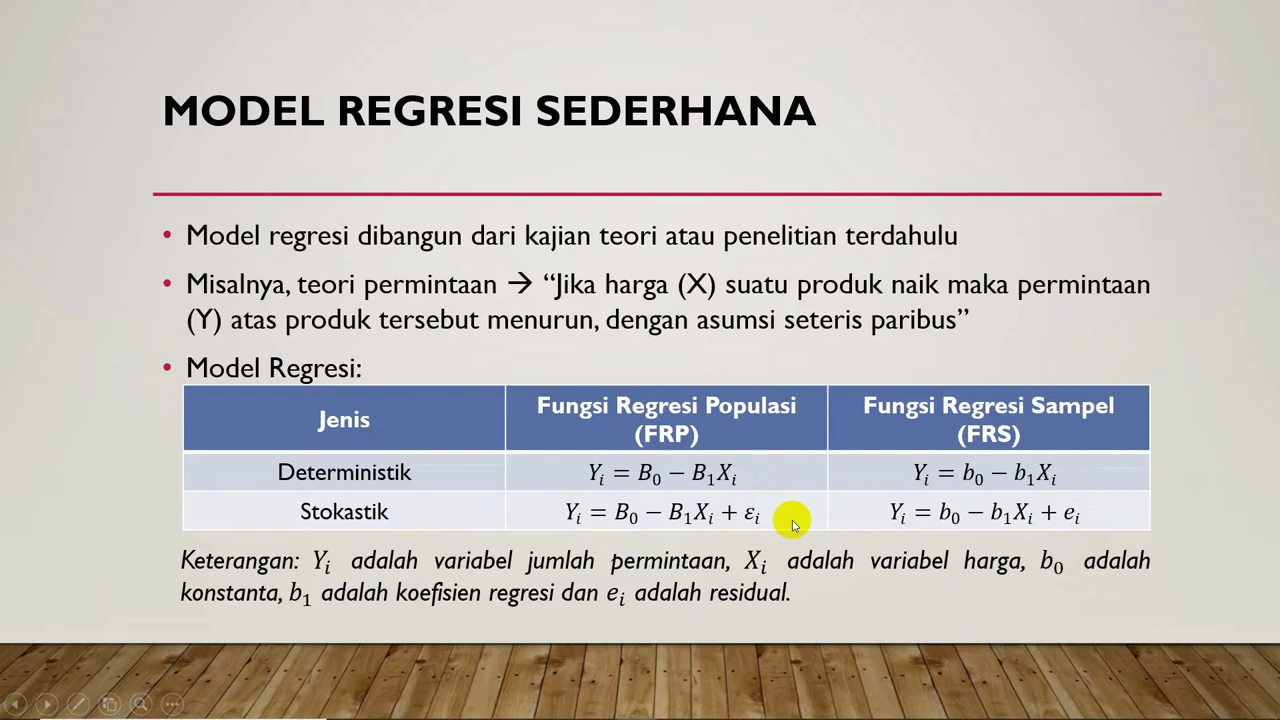 MODEL REGRESI SEDERHANA
• Model regresi dibangun dari kajian teori atau penelitian terdahulu
• Misalnya, teori permintaan → “Jika harga (X) suatu produk naik maka permintaan
(Y) atas produk tersebut menurun, dengan asumsi seteris paribus”
• Model Regresi:
Jenis
Fungsi Regresi Populasi
(FRP)
Fungsi Regresi Sampel
(FRS)
Deterministik
Yᵢ = B₀ − B₁Xᵢ
Yᵢ = b₀ − b₁Xᵢ
Stokastik
Yᵢ = B₀ − B₁Xᵢ + εᵢ
Yᵢ = b₀ − b₁Xᵢ + eᵢ
Keterangan: Yᵢ adalah variabel jumlah permintaan, Xᵢ adalah variabel harga, b₀ adalah
konstanta, b₁ adalah koefisien regresi dan eᵢ adalah residual.